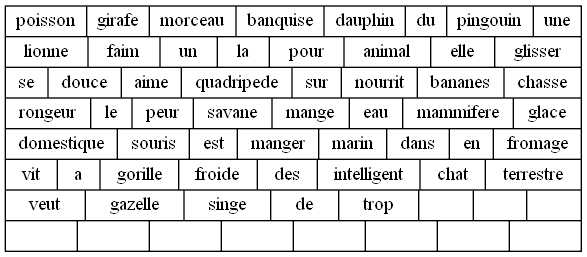 poisson girafe morceau banquise dauphin du pingouin une
lionne faim un la pour animal elle glisser
se douce aime quadripede sur nourrit bananes chasse
rongeur le peur savane mange eau mammifere glace
domestique souris est manger marin dans en fromage
vit a gorille froide des intelligent chat terrestre
veut gazelle singe de trop